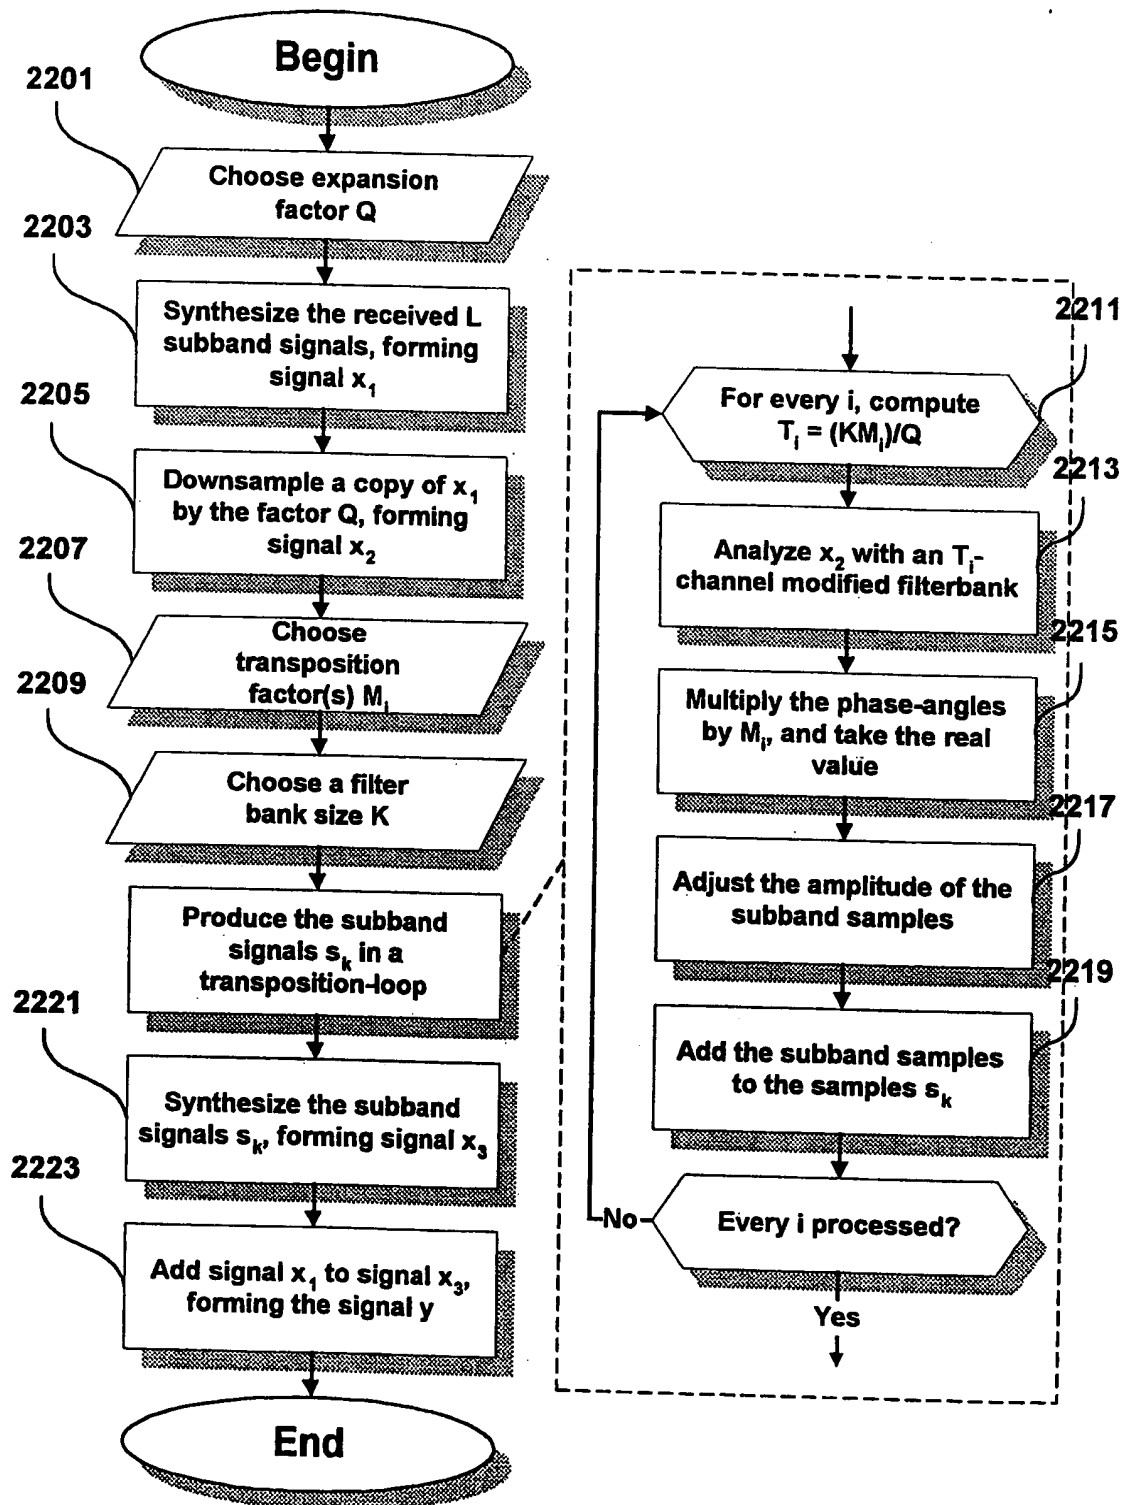 Begin
2201
Choose expansion
factor Q
2203
Synthesize the received L
subband signals, forming
signal x₁
2205
Downsample a copy of x₁
by the factor Q, forming
signal x₂
2207
Choose
transposition
factor(s) Mᵢ
2209
Choose a filter
bank size K
Produce the subband
signals sₖ in a
transposition-loop
2221
Synthesize the subband
signals sₖ, forming signal x₃
2223
Add signal x₁ to signal x₃,
forming the signal y
End
2211
For every i, compute
Tᵢ = (KMᵢ)/Q
2213
Analyze x₂ with an Tᵢ-
channel modified filterbank
2215
Multiply the phase-angles
by Mᵢ, and take the real
value
2217
Adjust the amplitude of the
subband samples
2219
Add the subband samples
to the samples sₖ
Every i processed?
No
Yes